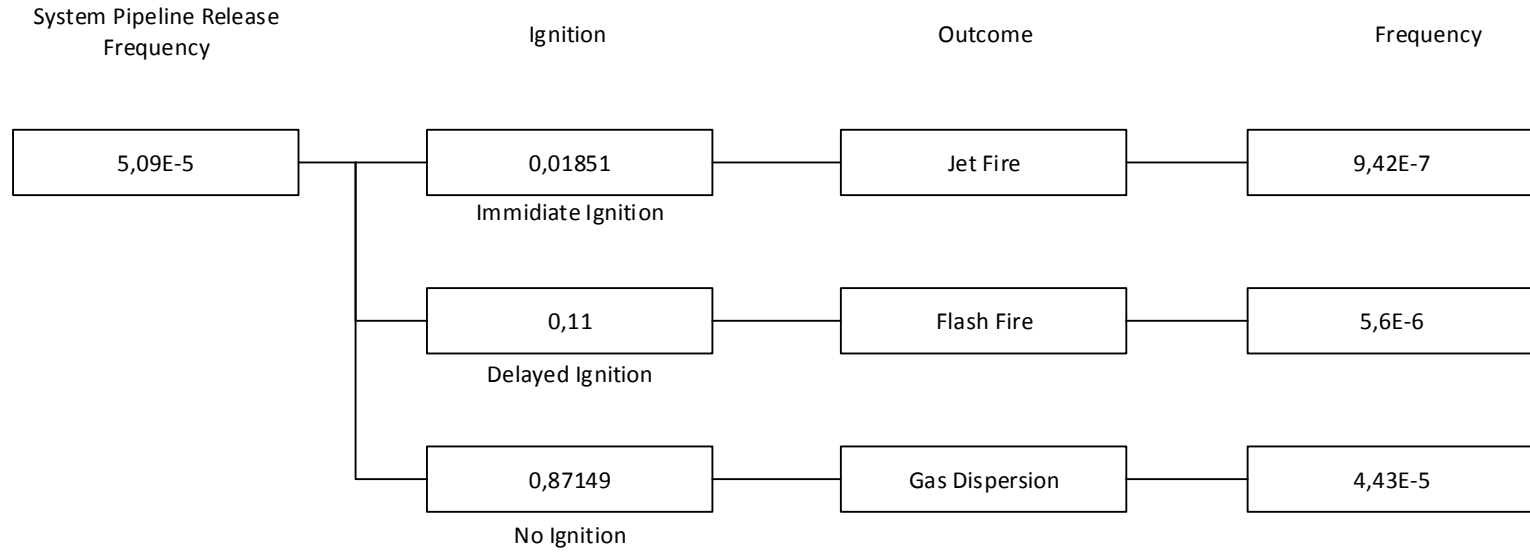 System Pipeline Release
Frequency
Ignition
Outcome
Frequency
5,09E-5
0,01851
Jet Fire
9,42E-7
Immidiate Ignition
0,11
Flash Fire
5,6E-6
Delayed Ignition
0,87149
Gas Dispersion
4,43E-5
No Ignition